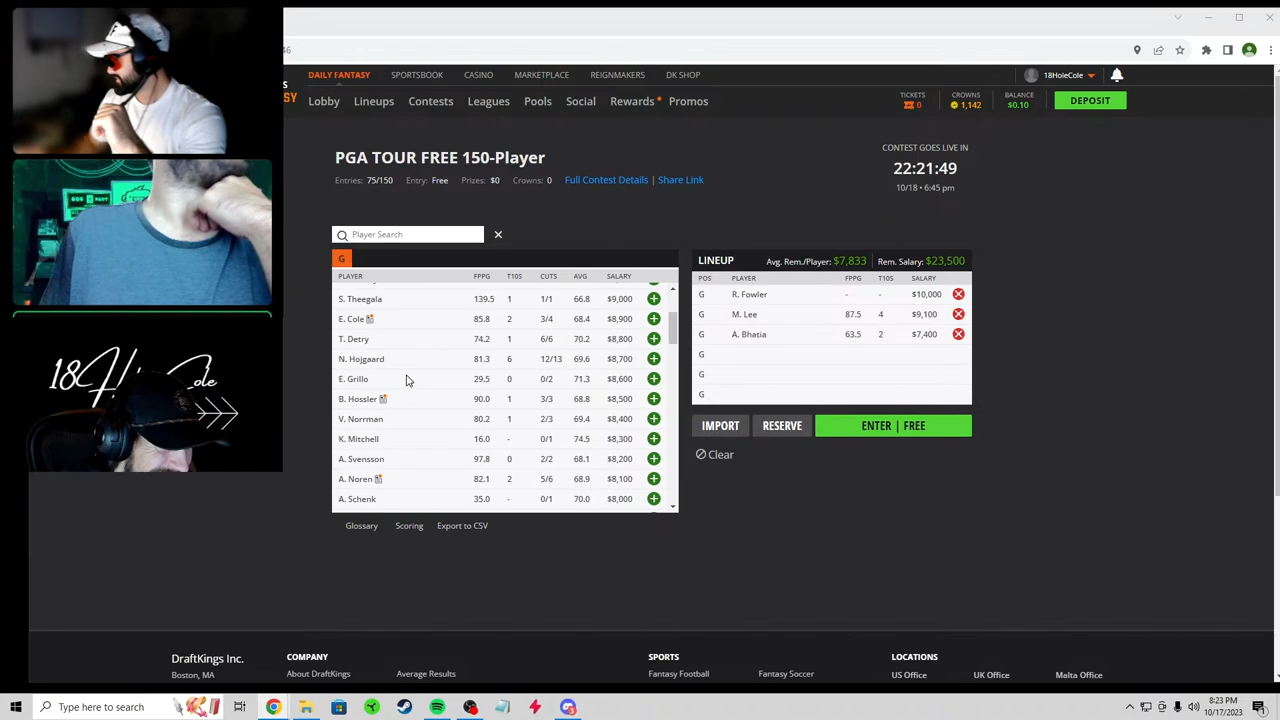 46
DAILY FANTASY SPORTSBOOK CASINO MARKETPLACE REIGNMAKERS DK SHOP
18HoleCole
Lobby Lineups Contests Leagues Pools Social Rewards Promos
TICKETS 0 CROWNS 1,142 BALANCE $0.10 DEPOSIT
PGA TOUR FREE 150-Player
Entries: 75/150 Entry: Free Prizes: $0 Crowns: 0 Full Contest Details | Share Link
CONTEST GOES LIVE IN
22:21:49
10/18 • 6:45 pm
Player Search
G
PLAYER FPPG T10S CUTS AVG SALARY
S. Theegala 139.5 1 1/1 66.8 $9,000
E. Cole 85.8 2 3/4 68.4 $8,900
T. Detry 74.2 1 6/6 70.2 $8,800
N. Hojgaard 81.3 6 12/13 69.6 $8,700
E. Grillo 29.5 0 0/2 71.3 $8,600
B. Hossler 90.0 1 3/3 68.8 $8,500
V. Norrman 80.2 1 2/3 69.4 $8,400
K. Mitchell 16.0 - 0/1 74.5 $8,300
A. Svensson 97.8 0 2/2 68.1 $8,200
A. Noren 82.1 2 5/6 68.9 $8,100
A. Schenk 35.0 - 0/1 70.0 $8,000
Glossary Scoring Export to CSV
LINEUP Avg. Rem./Player: $7,833 Rem. Salary: $23,500
POS PLAYER FPPG T10S SALARY
G R. Fowler - - $10,000
G M. Lee 87.5 4 $9,100
G A. Bhatia 63.5 2 $7,400
G
G
G
IMPORT RESERVE ENTER | FREE
Clear
18HoleCole
DraftKings Inc.
Boston, MA
COMPANY
About DraftKings Average Results
SPORTS
Fantasy Football Fantasy Soccer
LOCATIONS
US Office UK Office Malta Office
Type here to search
8:23 PM
10/17/2023